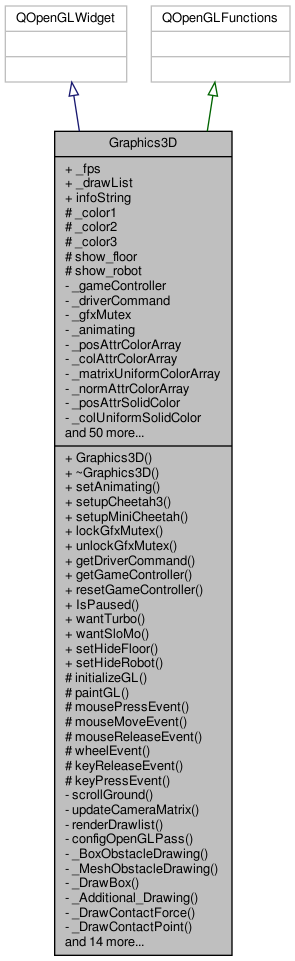 QOpenGLWidget
QOpenGLFunctions
Graphics3D
+ _fps
+ _drawList
+ infoString
# _color1
# _color2
# _color3
# show_floor
# show_robot
- _gameController
- _driverCommand
- _gfxMutex
- _animating
- _posAttrColorArray
- _colAttrColorArray
- _matrixUniformColorArray
- _normAttrColorArray
- _posAttrSolidColor
- _colUniformSolidColor
and 50 more...
+ Graphics3D()
+ ~Graphics3D()
+ setAnimating()
+ setupCheetah3()
+ setupMiniCheetah()
+ lockGfxMutex()
+ unlockGfxMutex()
+ getDriverCommand()
+ getGameController()
+ resetGameController()
+ IsPaused()
+ wantTurbo()
+ wantSloMo()
+ setHideFloor()
+ setHideRobot()
# initializeGL()
# paintGL()
# mousePressEvent()
# mouseMoveEvent()
# mouseReleaseEvent()
# wheelEvent()
# keyReleaseEvent()
# keyPressEvent()
- scrollGround()
- updateCameraMatrix()
- renderDrawlist()
- configOpenGLPass()
- _BoxObstacleDrawing()
- _MeshObstacleDrawing()
- _DrawBox()
- _Additional_Drawing()
- _DrawContactForce()
- _DrawContactPoint()
and 14 more...